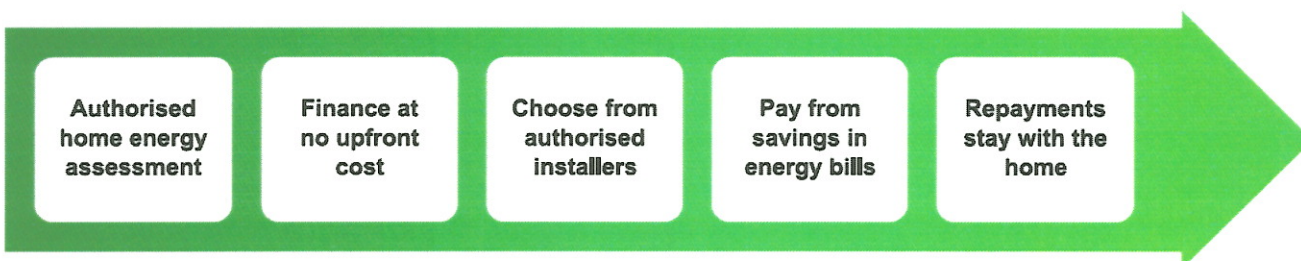 Authorised
home energy
assessment
Finance at
no upfront
cost
Choose from
authorised
installers
Pay from
savings in
energy bills
Repayments
stay with the
home